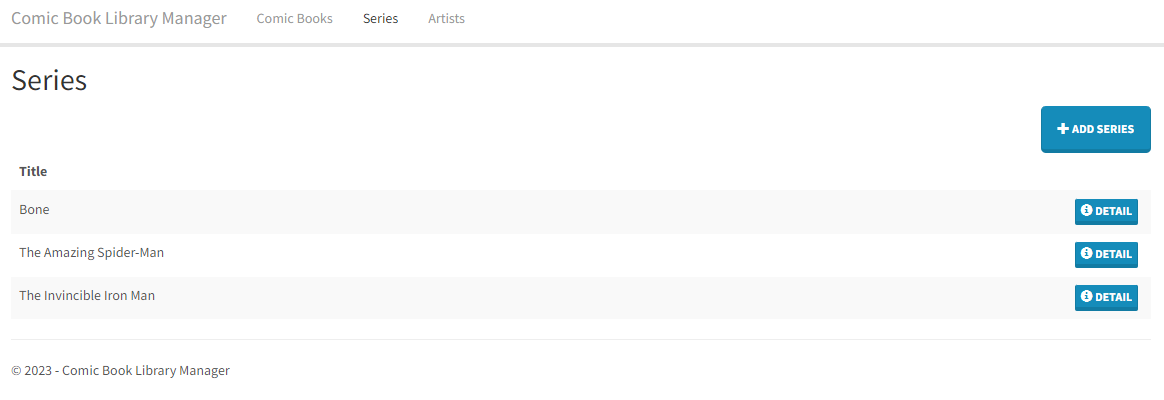 Comic Book Library Manager Comic Books Series Artists
Series
ADD SERIES
Title
Bone DETAIL
The Amazing Spider-Man DETAIL
The Invincible Iron Man DETAIL
© 2023 - Comic Book Library Manager